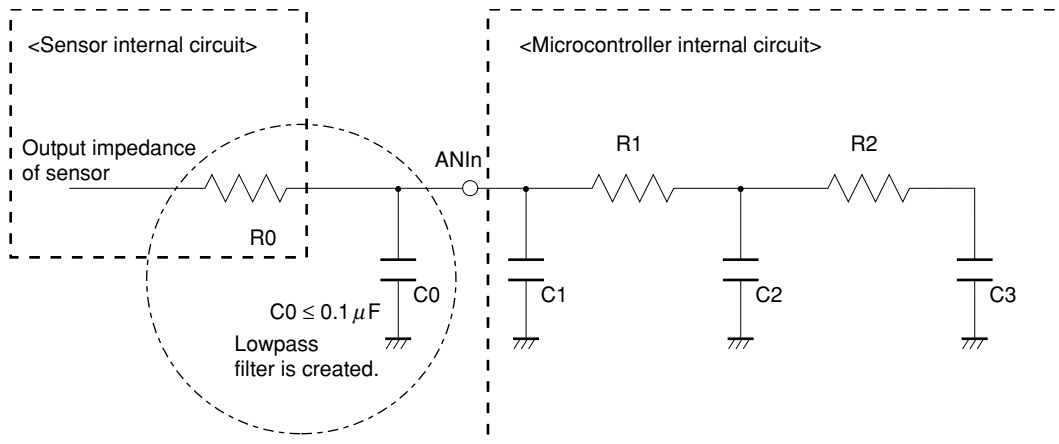 <Sensor internal circuit>
<Microcontroller internal circuit>
Output impedance
of sensor
ANIn
R1
R2
R0
C0
C1
C2
C3
C0 ≤ 0.1 μF
Lowpass
filter is created.